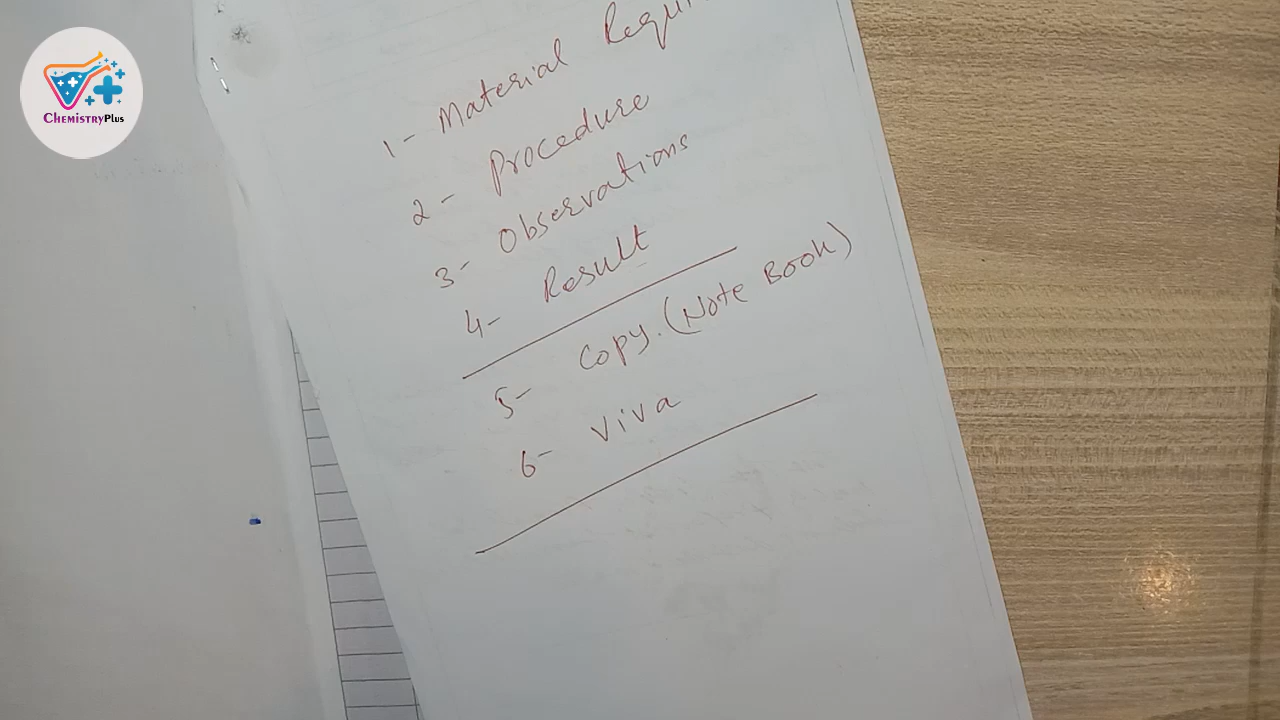 ChemistryPlus
1- Material
2- Procedure
3- Observations
4- Result
5- Copy. (Note Book)
6- Viva